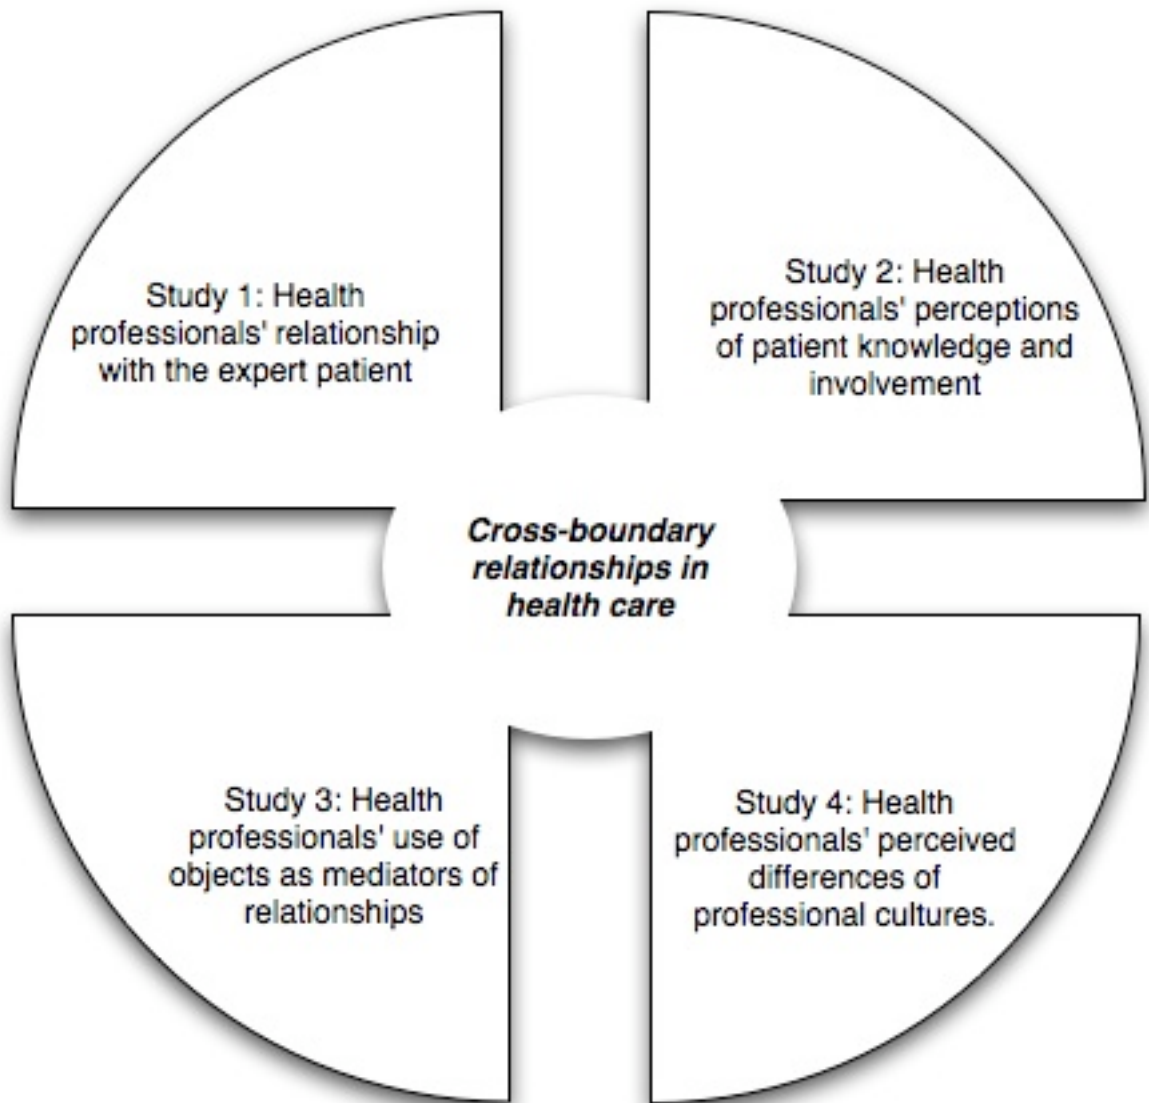 Study 1: Health
professionals' relationship
with the expert patient
Study 2: Health
professionals' perceptions
of patient knowledge and
involvement
Cross-boundary
relationships in
health care
Study 3: Health
professionals' use of
objects as mediators of
relationships
Study 4: Health
professionals' perceived
differences of
professional cultures.